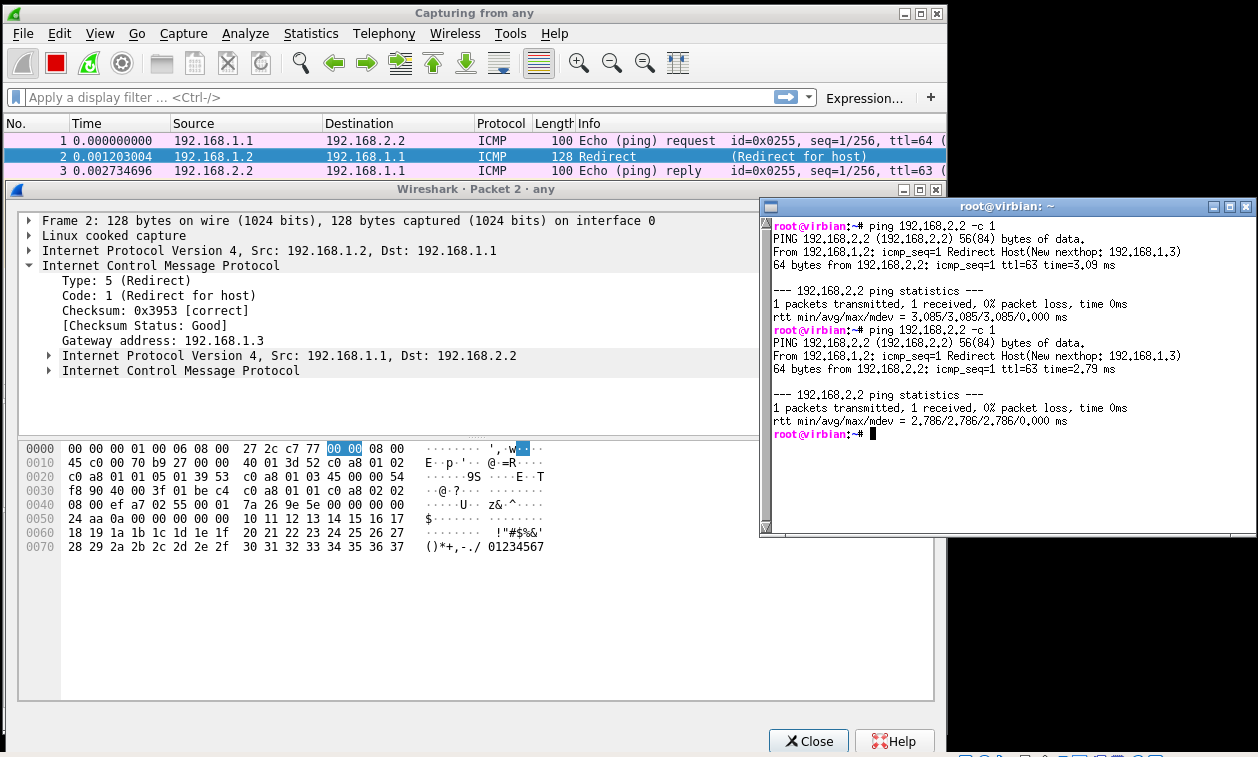 Capturing from any
File Edit View Go Capture Analyze Statistics Telephony Wireless Tools Help
Apply a display filter ... <Ctrl-/>
Expression... +
No. Time Source Destination Protocol Length Info
1 0.000000000 192.168.1.1 192.168.2.2 ICMP 100 Echo (ping) request id=0x0255, seq=1/256, ttl=64 (
2 0.001203004 192.168.1.2 192.168.1.1 ICMP 128 Redirect (Redirect for host)
3 0.002734696 192.168.2.2 192.168.1.1 ICMP 100 Echo (ping) reply id=0x0255, seq=1/256, ttl=63 (
Wireshark · Packet 2 · any
Frame 2: 128 bytes on wire (1024 bits), 128 bytes captured (1024 bits) on interface 0
Linux cooked capture
Internet Protocol Version 4, Src: 192.168.1.2, Dst: 192.168.1.1
Internet Control Message Protocol
Type: 5 (Redirect)
Code: 1 (Redirect for host)
Checksum: 0x3953 [correct]
[Checksum Status: Good]
Gateway address: 192.168.1.3
Internet Protocol Version 4, Src: 192.168.1.1, Dst: 192.168.2.2
Internet Control Message Protocol
0000 00 00 00 01 00 06 08 00 27 2c c7 77 00 00 08 00 ········ ',·w····
0010 45 c0 00 70 b9 27 00 00 40 01 3d 52 c0 a8 01 02 E··p·'·· @·=R····
0020 c0 a8 01 01 05 01 39 53 c0 a8 01 03 45 00 00 54 ······9S ····E··T
0030 f8 90 40 00 3f 01 be c4 c0 a8 01 01 c0 a8 02 02 ··@·?··· ········
0040 08 00 ef a7 02 55 00 01 7a 26 9e 5e 00 00 00 00 ·····U·· z&·^····
0050 24 aa 0a 00 00 00 00 00 10 11 12 13 14 15 16 17 $······· ········
0060 18 19 1a 1b 1c 1d 1e 1f 20 21 22 23 24 25 26 27 ········ !"#$%&'
0070 28 29 2a 2b 2c 2d 2e 2f 30 31 32 33 34 35 36 37 ()*+,-./ 01234567
Close Help
root@virbian: ~
root@virbian:~# ping 192.168.2.2 -c 1
PING 192.168.2.2 (192.168.2.2) 56(84) bytes of data.
From 192.168.1.2: icmp_seq=1 Redirect Host(New nexthop: 192.168.1.3)
64 bytes from 192.168.2.2: icmp_seq=1 ttl=63 time=3.09 ms
--- 192.168.2.2 ping statistics ---
1 packets transmitted, 1 received, 0% packet loss, time 0ms
rtt min/avg/max/mdev = 3.085/3.085/3.085/0.000 ms
root@virbian:~# ping 192.168.2.2 -c 1
PING 192.168.2.2 (192.168.2.2) 56(84) bytes of data.
From 192.168.1.2: icmp_seq=1 Redirect Host(New nexthop: 192.168.1.3)
64 bytes from 192.168.2.2: icmp_seq=1 ttl=63 time=2.79 ms
--- 192.168.2.2 ping statistics ---
1 packets transmitted, 1 received, 0% packet loss, time 0ms
rtt min/avg/max/mdev = 2.786/2.786/2.786/0.000 ms
root@virbian:~#